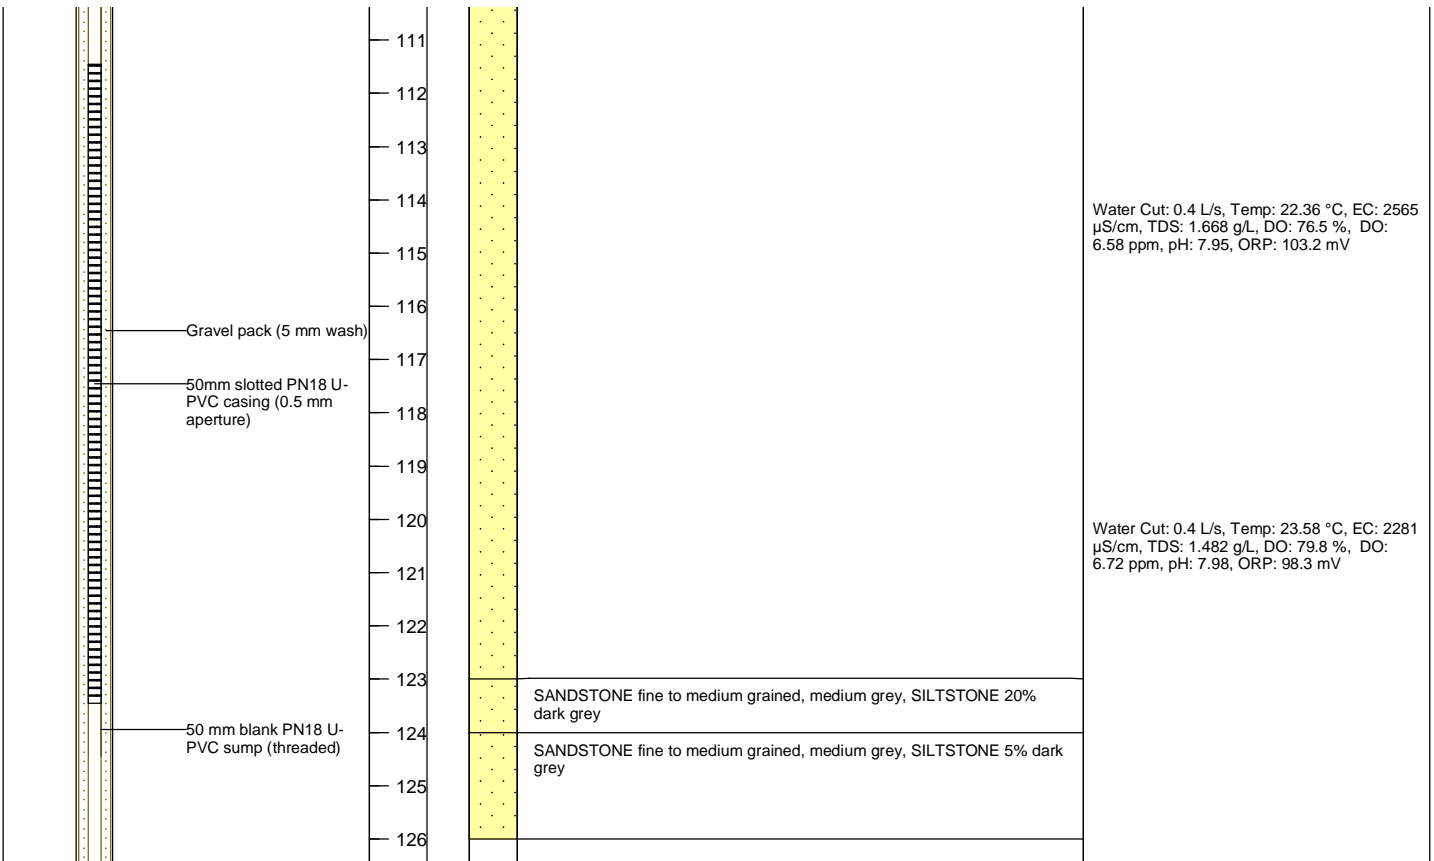 111
112
113
114
Water Cut: 0.4 L/s, Temp: 22.36 °C, EC: 2565
µS/cm, TDS: 1.668 g/L, DO: 76.5 %,  DO:
6.58 ppm, pH: 7.95, ORP: 103.2 mV
115
116
Gravel pack (5 mm wash)
117
50mm slotted PN18 U-
PVC casing (0.5 mm
aperture)
118
119
120
Water Cut: 0.4 L/s, Temp: 23.58 °C, EC: 2281
µS/cm, TDS: 1.482 g/L, DO: 79.8 %,  DO:
6.72 ppm, pH: 7.98, ORP: 98.3 mV
121
122
123
SANDSTONE fine to medium grained, medium grey, SILTSTONE 20%
dark grey
50 mm blank PN18 U-
PVC sump (threaded)
124
SANDSTONE fine to medium grained, medium grey, SILTSTONE 5% dark
grey
125
126